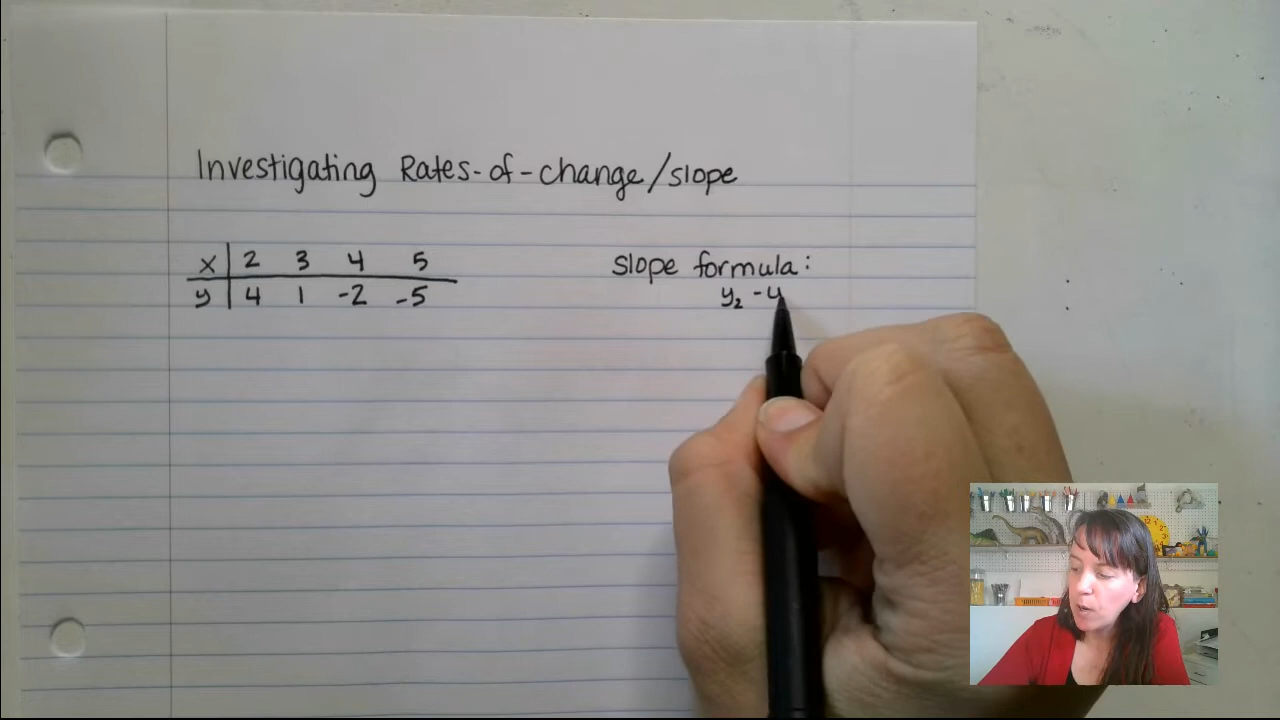 Investigating Rates-of-change/slope
x 2 3 4 5
y 4 1 -2 -5
slope formula:
y₂ - y